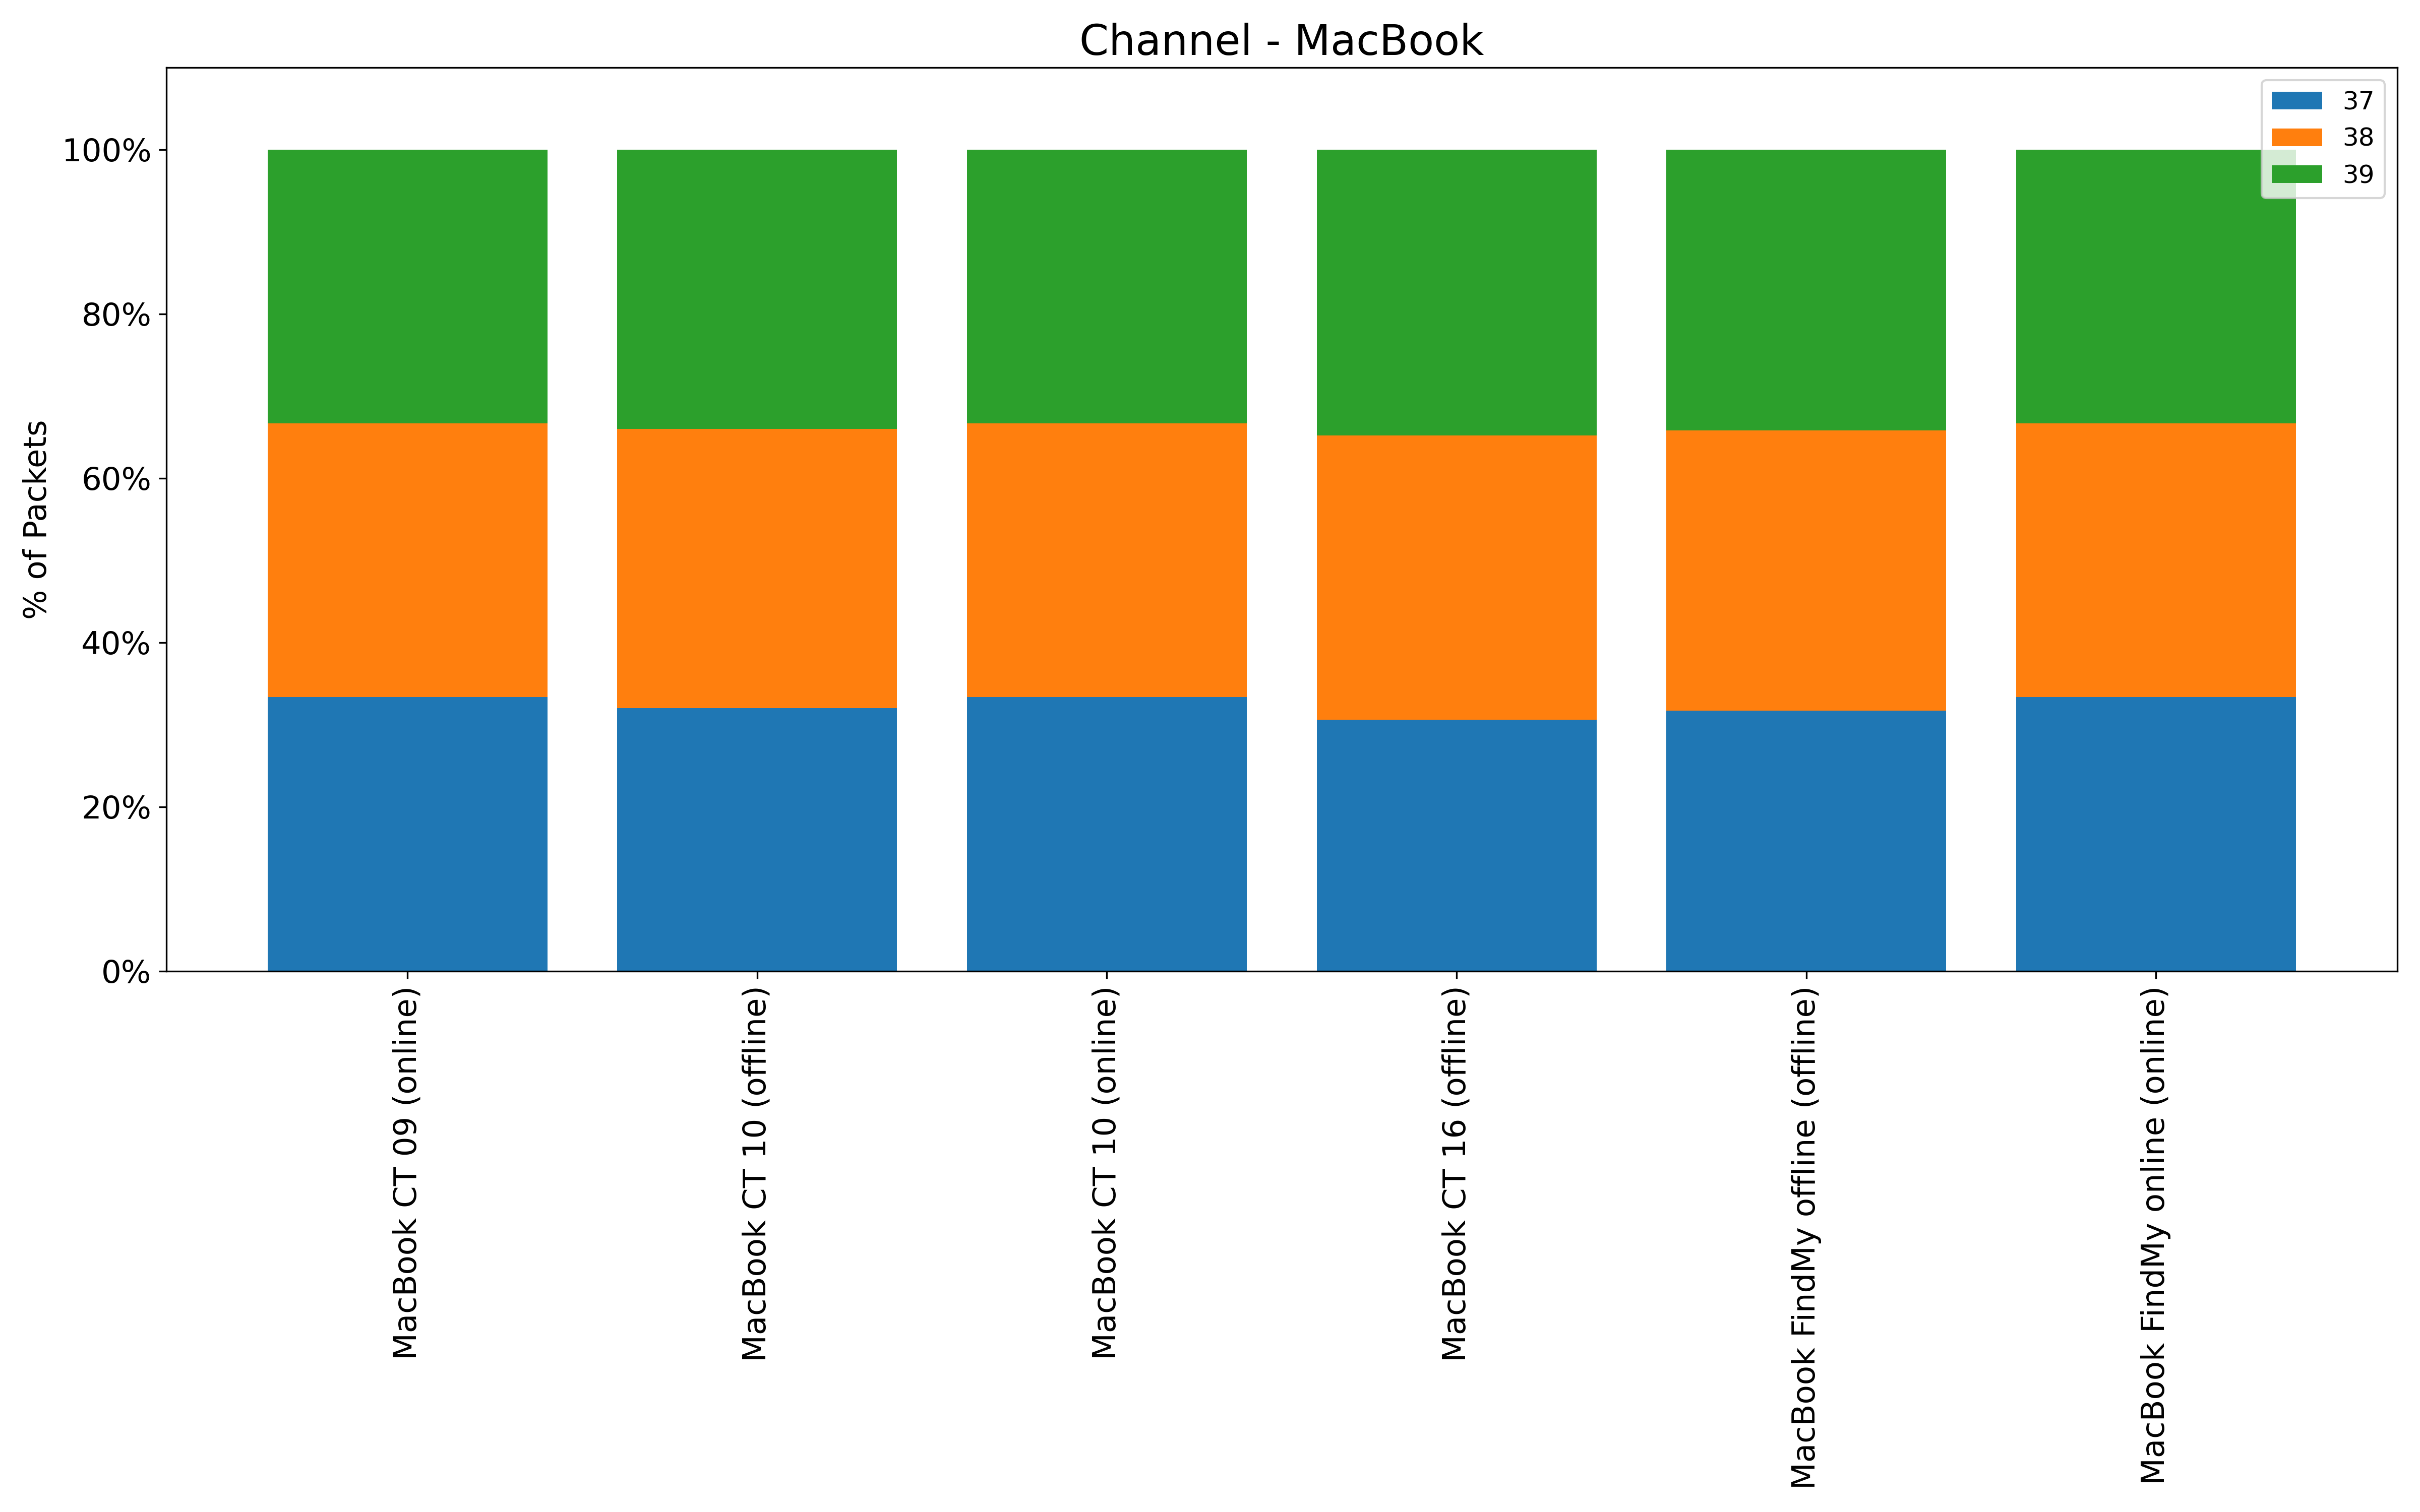 Channel - MacBook
37
38
39
100%
80%
60%
40%
20%
0%
% of Packets
MacBook CT 09 (online)
MacBook CT 10 (offline)
MacBook CT 10 (online)
MacBook CT 16 (offline)
MacBook FindMy offline (offline)
MacBook FindMy online (online)